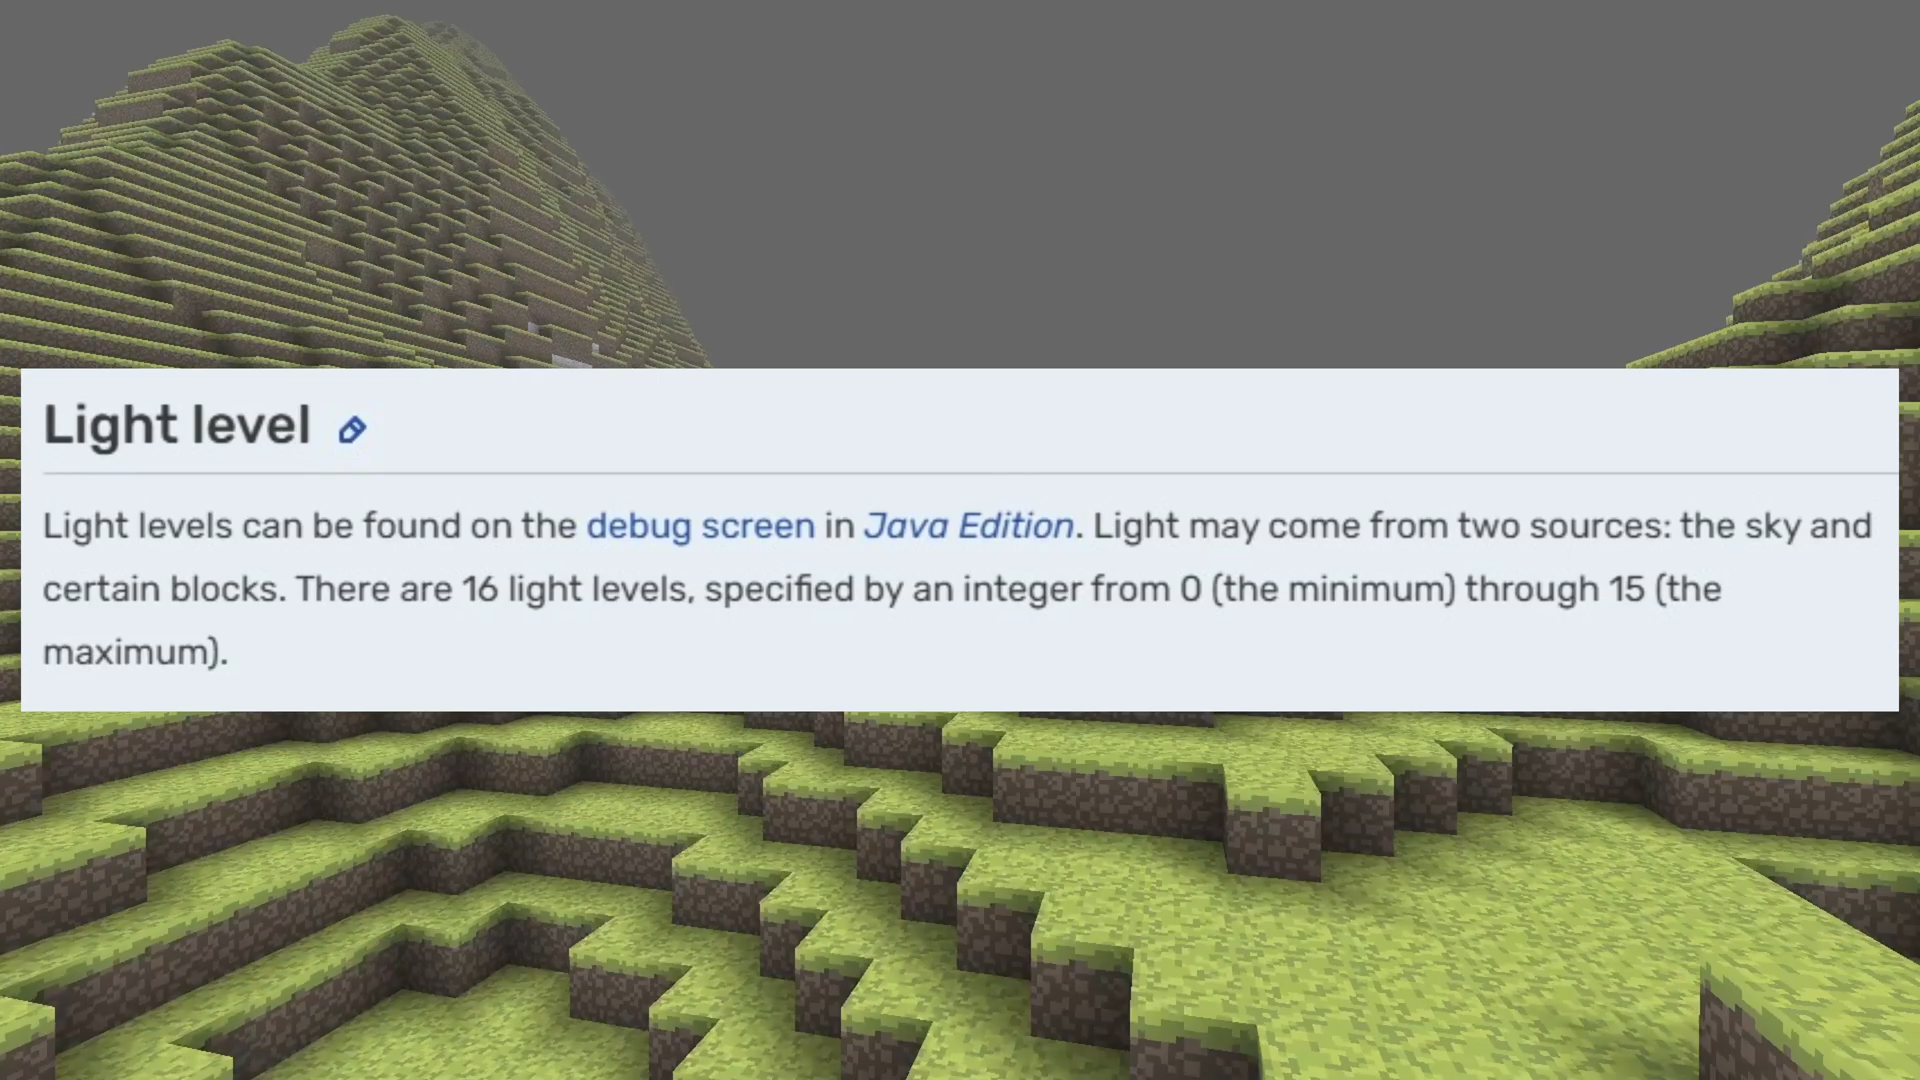 Light level
Light levels can be found on the debug screen in Java Edition. Light may come from two sources: the sky and
certain blocks. There are 16 light levels, specified by an integer from 0 (the minimum) through 15 (the
maximum).